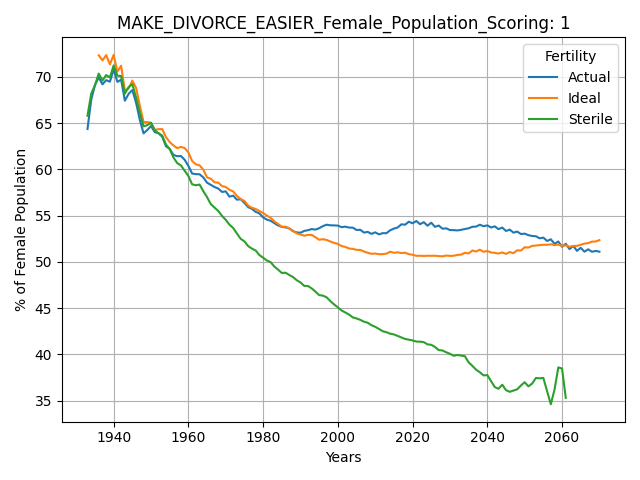 MAKE_DIVORCE_EASIER_Female_Population_Scoring: 1
Fertility
Actual
Ideal
Sterile
% of Female Population
70
65
60
55
50
45
40
35
1940 1960 1980 2000 2020 2040 2060
Years